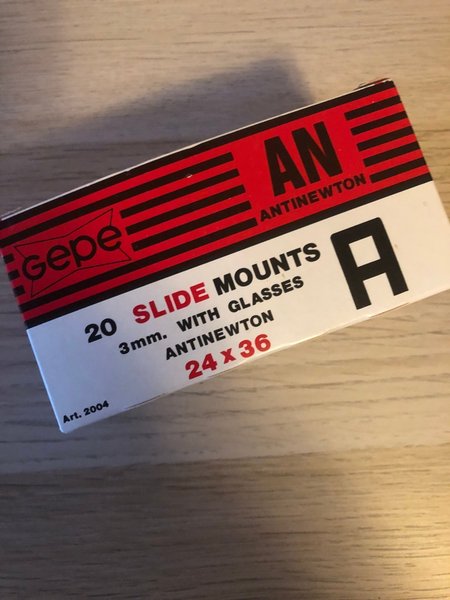 AN
ANTINEWTON
Gepe
20 SLIDE MOUNTS
3mm. WITH GLASSES
ANTINEWTON
24 x 36
A
Art. 2004